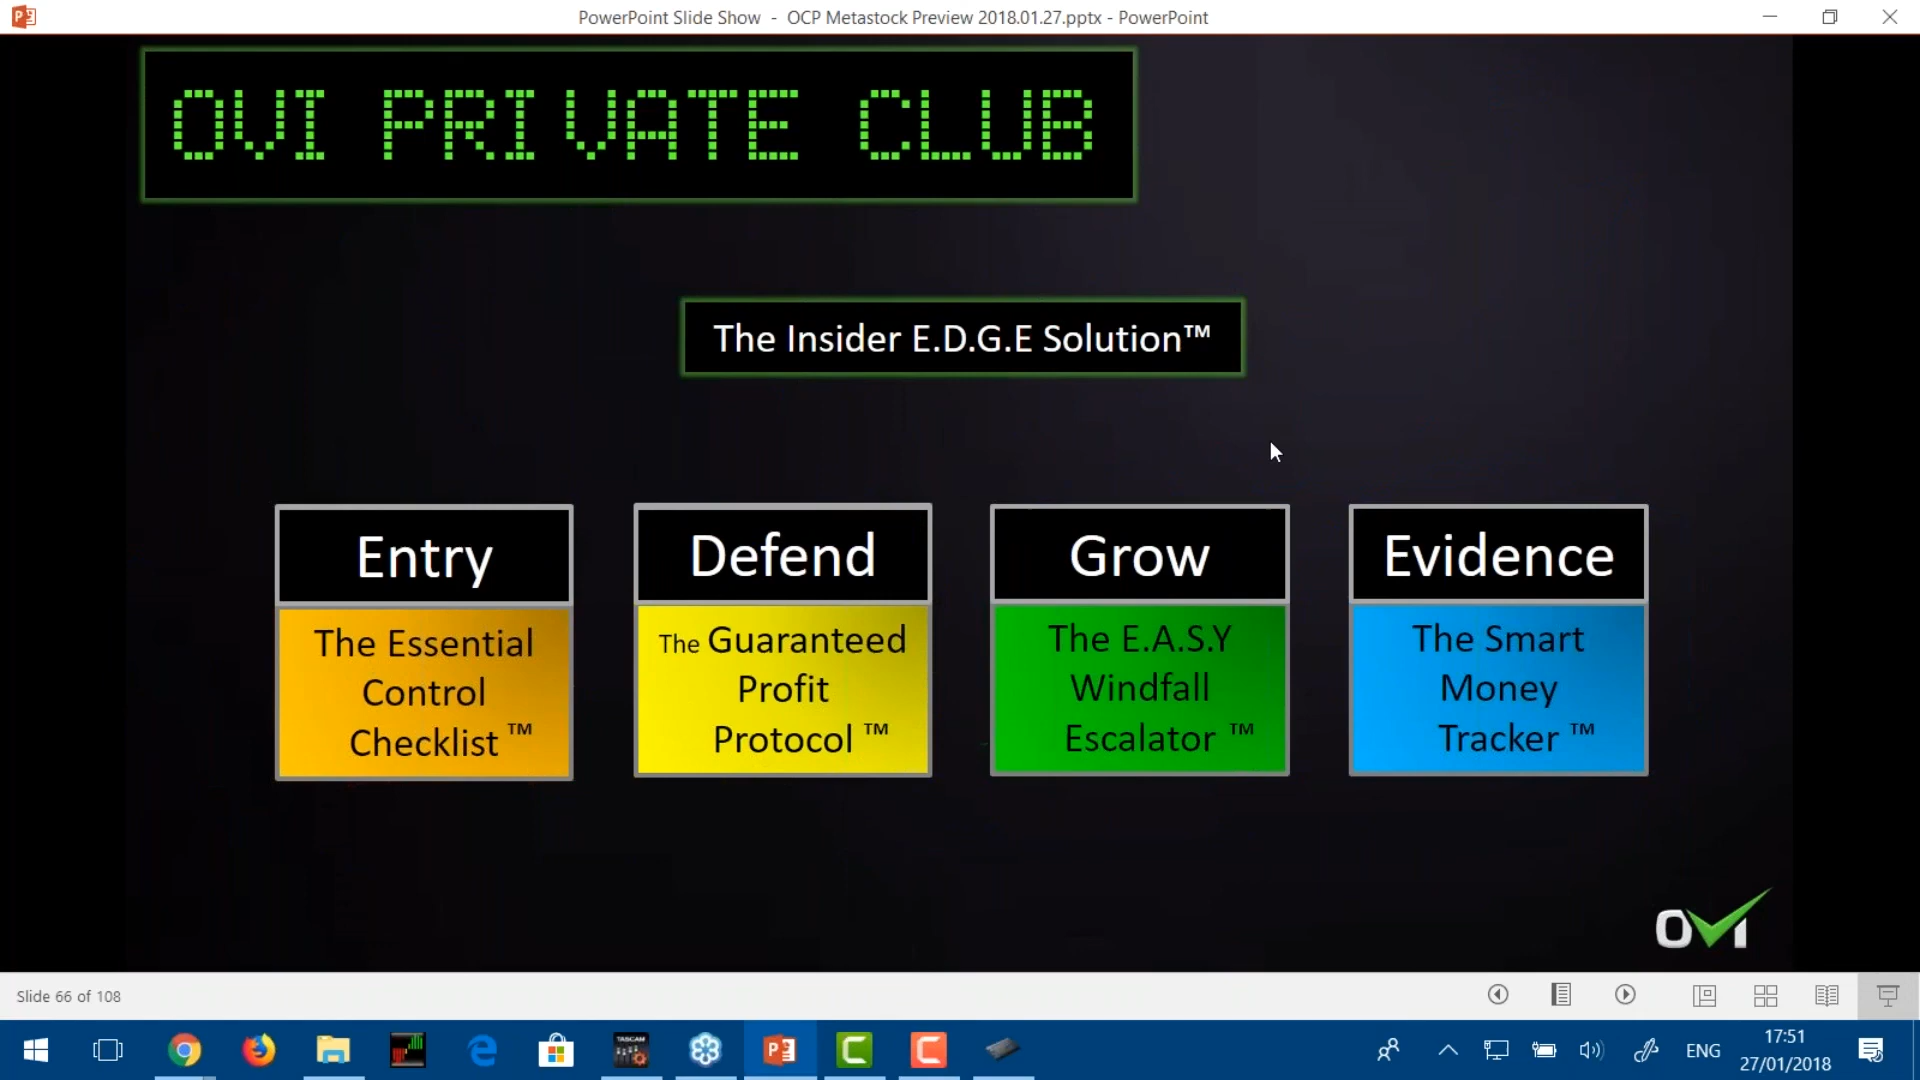 PowerPoint Slide Show - OCP Metastock Preview 2018.01.27.pptx - PowerPoint
OVI PRIVATE CLUB
The Insider E.D.G.E Solution™
Entry
The Essential
Control
Checklist ™
Defend
The Guaranteed
Profit
Protocol ™
Grow
The E.A.S.Y
Windfall
Escalator ™
Evidence
The Smart
Money
Tracker ™
OVI
Slide 66 of 108
TASCAM
ENG
17:51
27/01/2018